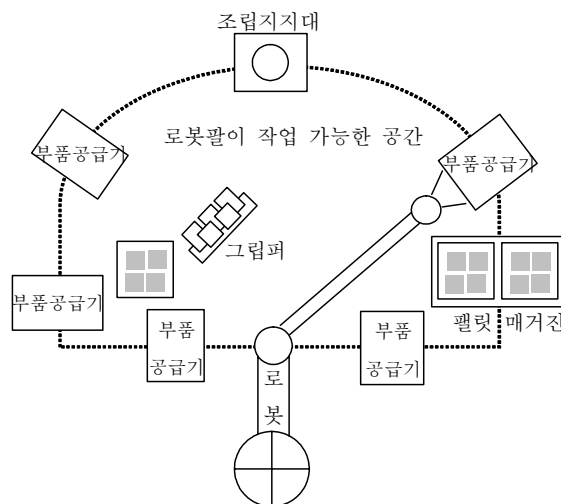 조립지지대
로봇팔이 작업 가능한 공간
부품공급기
부품공급기
그립퍼
부품공급기
부품
공급기
부품
공급기
팰릿 매거진
로
봇